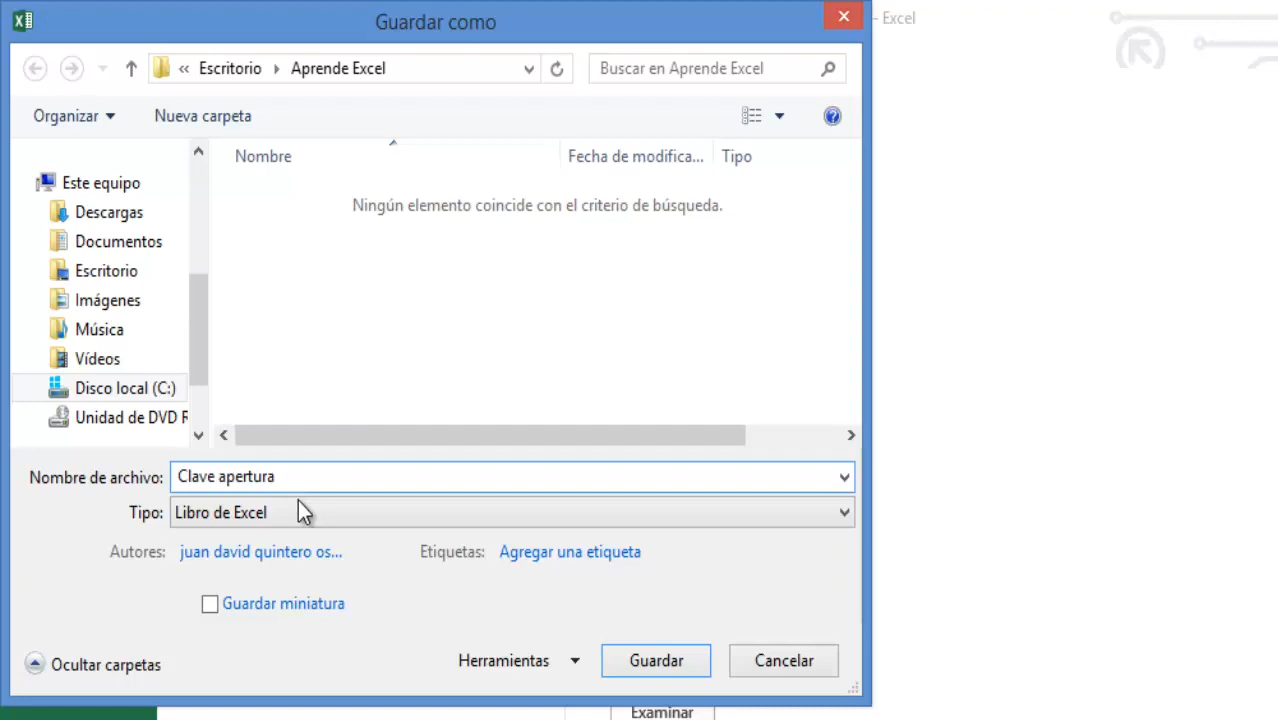 Guardar como
- Excel
« Escritorio Aprende Excel
Buscar en Aprende Excel
Organizar
Nueva carpeta
Nombre
Fecha de modifica...
Tipo
Ningún elemento coincide con el criterio de búsqueda.
Este equipo
Descargas
Documentos
Escritorio
Imágenes
Música
Vídeos
Disco local (C:)
Unidad de DVD R
Nombre de archivo: Clave apertura
Tipo: Libro de Excel
Autores: juan david quintero os...
Etiquetas: Agregar una etiqueta
Guardar miniatura
Ocultar carpetas
Herramientas
Guardar
Cancelar
Examinar